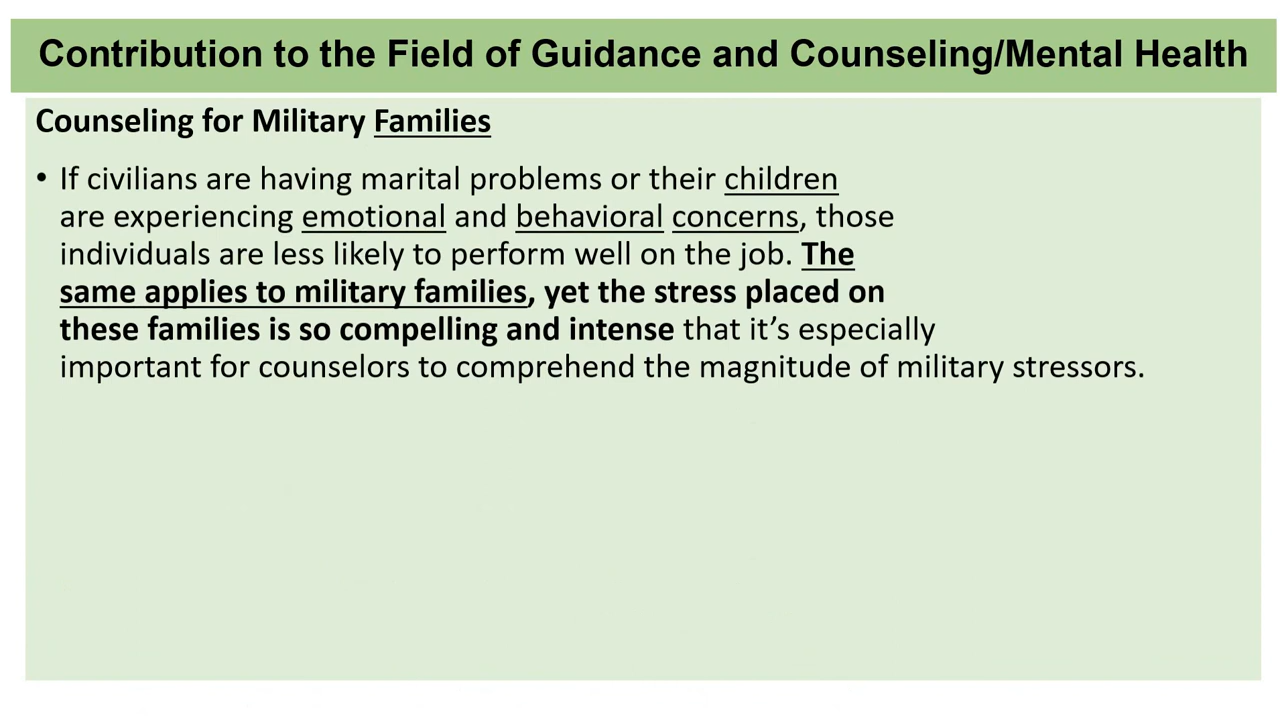 Contribution to the Field of Guidance and Counseling/Mental Health
Counseling for Military Families
• If civilians are having marital problems or their children
are experiencing emotional and behavioral concerns, those
individuals are less likely to perform well on the job. The
same applies to military families, yet the stress placed on
these families is so compelling and intense that it’s especially
important for counselors to comprehend the magnitude of military stressors.